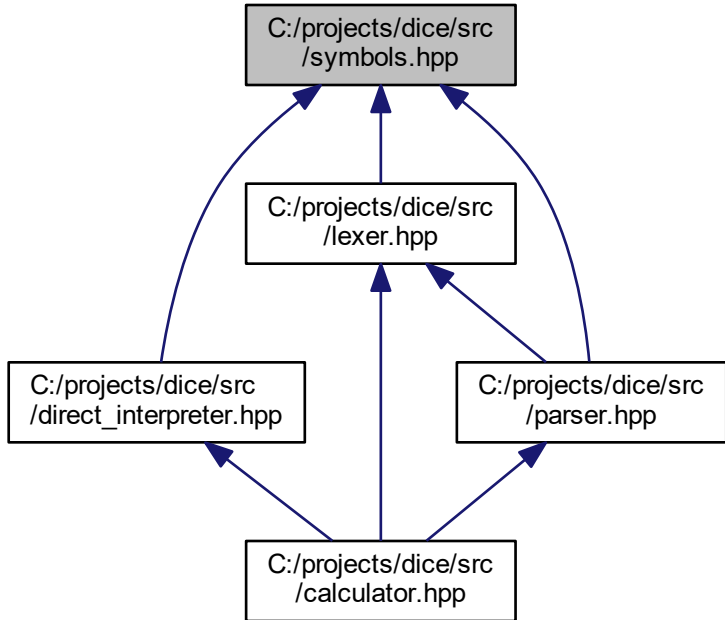 C:/projects/dice/src
/symbols.hpp
C:/projects/dice/src
/lexer.hpp
C:/projects/dice/src
/direct_interpreter.hpp
C:/projects/dice/src
/parser.hpp
C:/projects/dice/src
/calculator.hpp